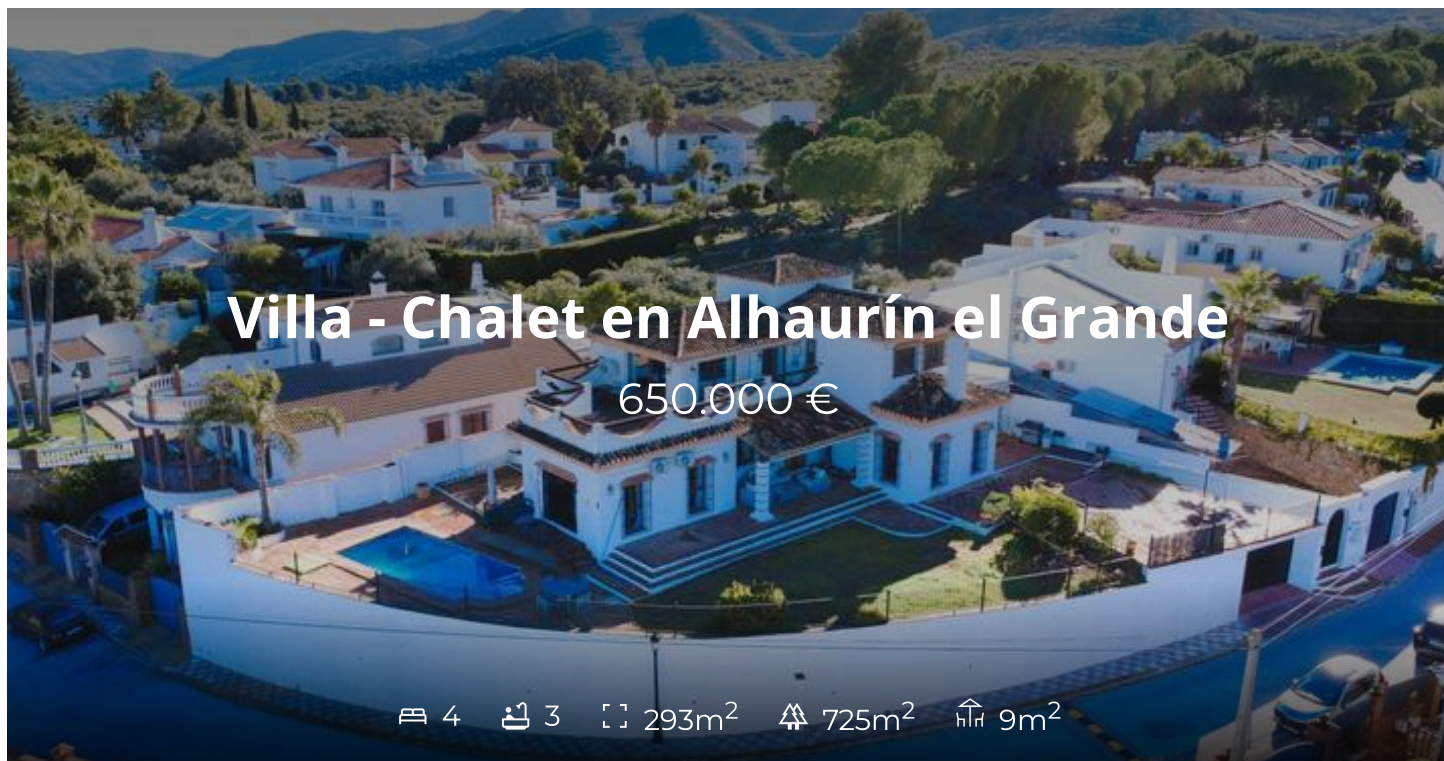 Villa - Chalet en Alhaurín el Grande
650.000 €
4 3 293m² 725m² 9m²